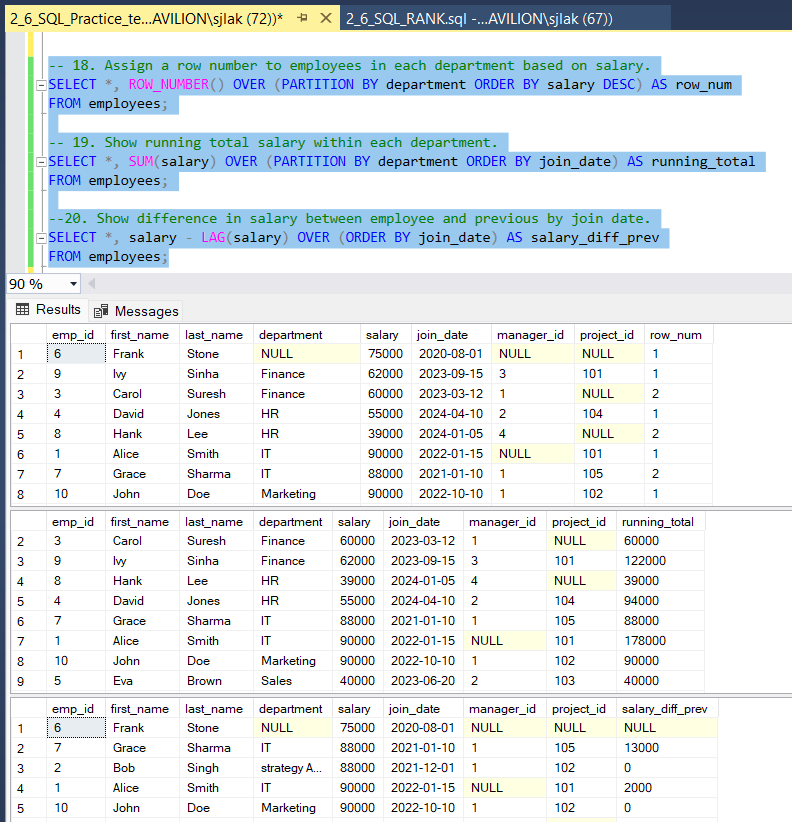 2_6_SQL_Practice_te...AVILION\sjlak (72))* 2_6_SQL_RANK.sql -...AVILION\sjlak (67))
-- 18. Assign a row number to employees in each department based on salary.
SELECT *, ROW_NUMBER() OVER (PARTITION BY department ORDER BY salary DESC) AS row_num
FROM employees;
-- 19. Show running total salary within each department.
SELECT *, SUM(salary) OVER (PARTITION BY department ORDER BY join_date) AS running_total
FROM employees;
--20. Show difference in salary between employee and previous by join date.
SELECT *, salary - LAG(salary) OVER (ORDER BY join_date) AS salary_diff_prev
FROM employees;
90 %
Results Messages
emp_id first_name last_name department salary join_date manager_id project_id row_num
1 6 Frank Stone NULL 75000 2020-08-01 NULL NULL 1
2 9 Ivy Sinha Finance 62000 2023-09-15 3 101 1
3 3 Carol Suresh Finance 60000 2023-03-12 1 NULL 2
4 4 David Jones HR 55000 2024-04-10 2 104 1
5 8 Hank Lee HR 39000 2024-01-05 4 NULL 2
6 1 Alice Smith IT 90000 2022-01-15 NULL 101 1
7 7 Grace Sharma IT 88000 2021-01-10 1 105 2
8 10 John Doe Marketing 90000 2022-10-10 1 102 1
emp_id first_name last_name department salary join_date manager_id project_id running_total
2 3 Carol Suresh Finance 60000 2023-03-12 1 NULL 60000
3 9 Ivy Sinha Finance 62000 2023-09-15 3 101 122000
4 8 Hank Lee HR 39000 2024-01-05 4 NULL 39000
5 4 David Jones HR 55000 2024-04-10 2 104 94000
6 7 Grace Sharma IT 88000 2021-01-10 1 105 88000
7 1 Alice Smith IT 90000 2022-01-15 NULL 101 178000
8 10 John Doe Marketing 90000 2022-10-10 1 102 90000
9 5 Eva Brown Sales 40000 2023-06-20 2 103 40000
emp_id first_name last_name department salary join_date manager_id project_id salary_diff_prev
1 6 Frank Stone NULL 75000 2020-08-01 NULL NULL NULL
2 7 Grace Sharma IT 88000 2021-01-10 1 105 13000
3 2 Bob Singh strategy A... 88000 2021-12-01 1 102 0
4 1 Alice Smith IT 90000 2022-01-15 NULL 101 2000
5 10 John Doe Marketing 90000 2022-10-10 1 102 0